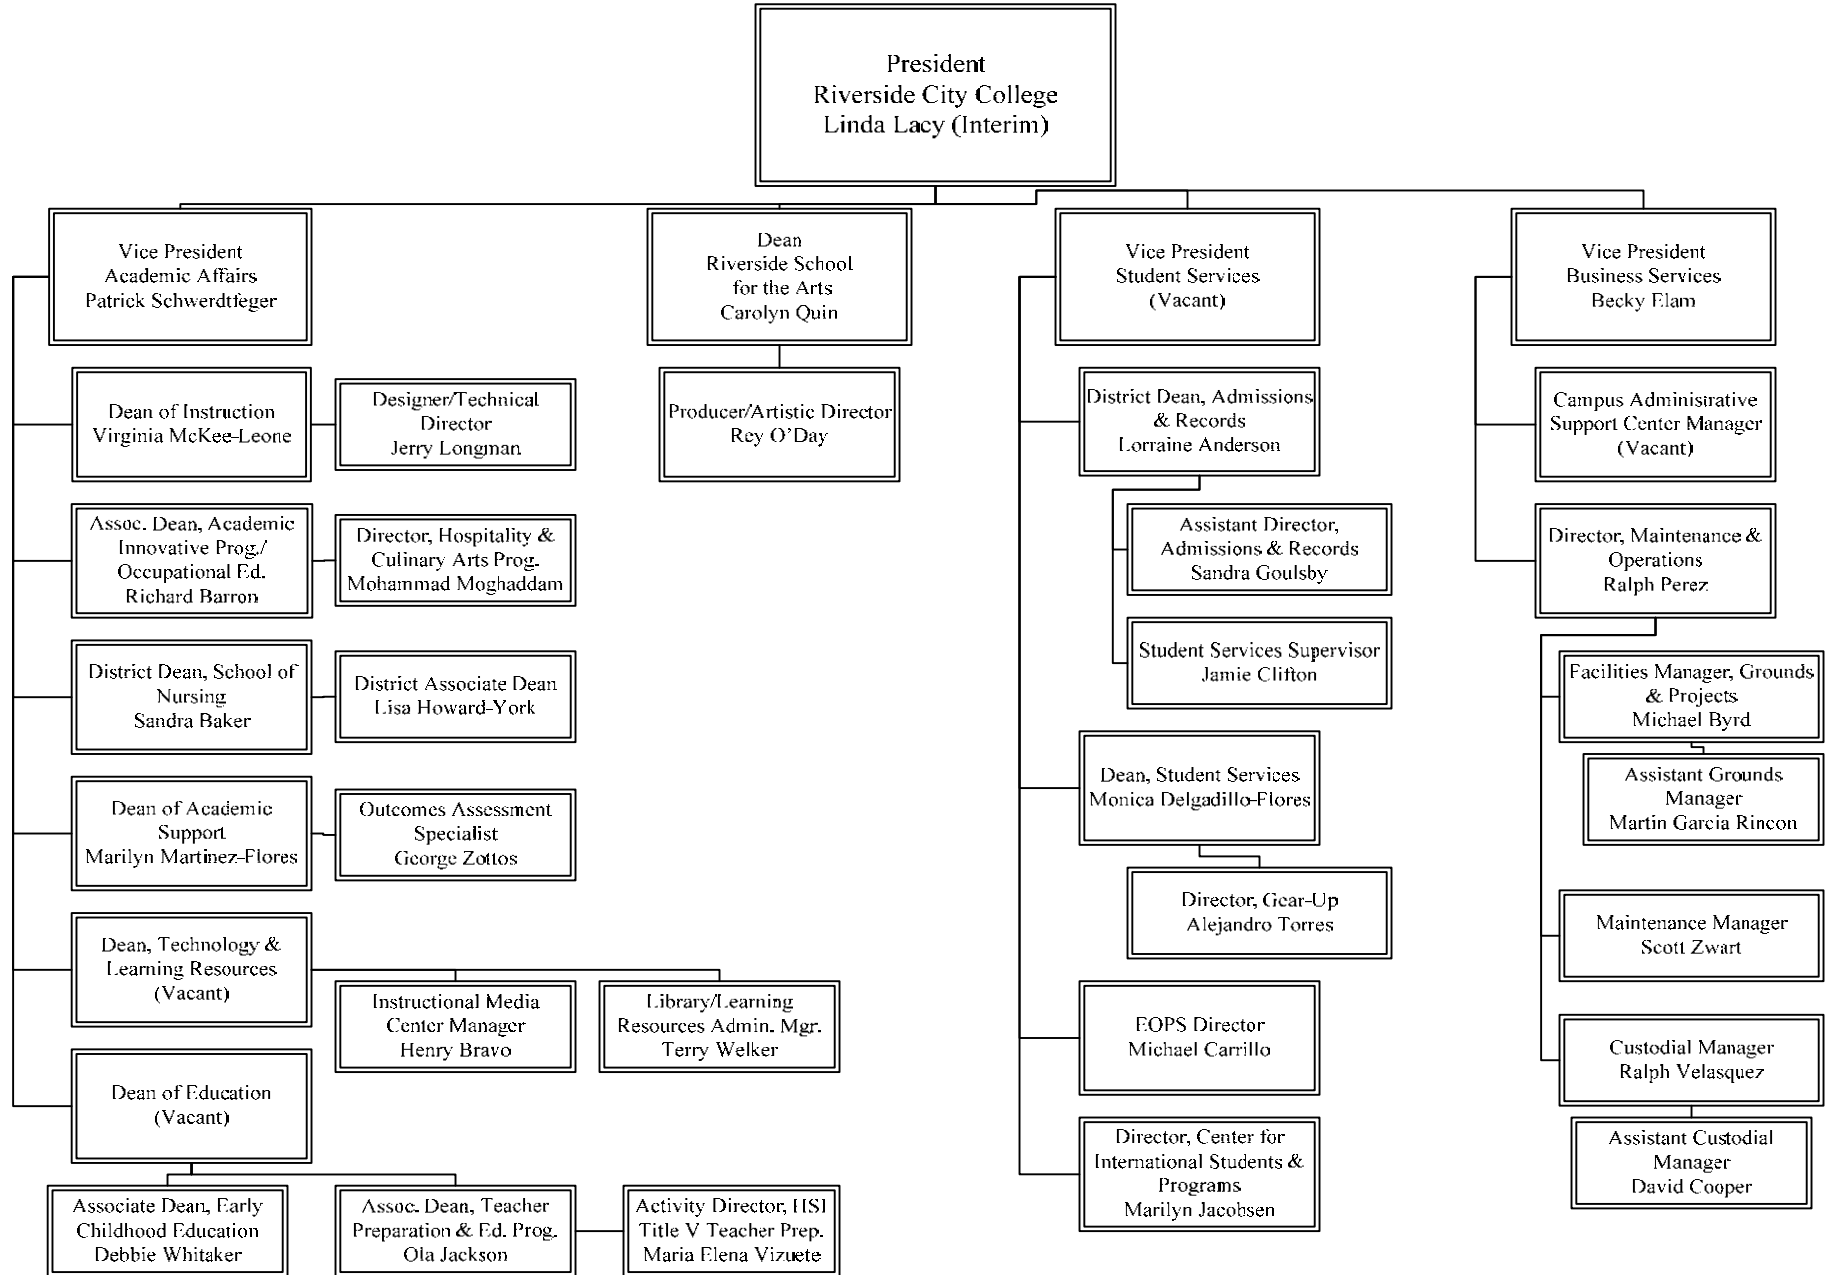 President
Riverside City College
Linda Lacy (Interim)
Vice President
Academic Affairs
Patrick Schwerdtfeger
Dean
Riverside School
for the Arts
Carolyn Quin
Vice President
Student Services
(Vacant)
Vice President
Business Services
Becky Elam
Dean of Instruction
Virginia McKee-Leone
Designer/Technical
Director
Jerry Longman
Producer/Artistic Director
Rey O'Day
District Dean, Admissions
& Records
Lorraine Anderson
Campus Administrative
Support Center Manager
(Vacant)
Assoc. Dean, Academic
Innovative Prog./
Occupational Ed.
Richard Barron
Director, Hospitality &
Culinary Arts Prog.
Mohammad Moghaddam
Assistant Director,
Admissions & Records
Sandra Goulsby
Director, Maintenance &
Operations
Ralph Perez
District Dean, School of
Nursing
Sandra Baker
District Associate Dean
Lisa Howard-York
Student Services Supervisor
Jamie Clifton
Facilities Manager, Grounds
& Projects
Michael Byrd
Dean of Academic
Support
Marilyn Martinez-Flores
Outcomes Assessment
Specialist
George Zottos
Dean, Student Services
Monica Delgadillo-Flores
Assistant Grounds
Manager
Martin Garcia Rincon
Director, Gear-Up
Alejandro Torres
Maintenance Manager
Scott Zwart
Dean, Technology &
Learning Resources
(Vacant)
Instructional Media
Center Manager
Henry Bravo
Library/Learning
Resources Admin. Mgr.
Terry Welker
EOPS Director
Michael Carrillo
Custodial Manager
Ralph Velasquez
Dean of Education
(Vacant)
Director, Center for
International Students &
Programs
Marilyn Jacobsen
Assistant Custodial
Manager
David Cooper
Associate Dean, Early
Childhood Education
Debbie Whitaker
Assoc. Dean, Teacher
Preparation & Ed. Prog.
Ola Jackson
Activity Director, HSI
Title V Teacher Prep.
Maria Elena Vizuete